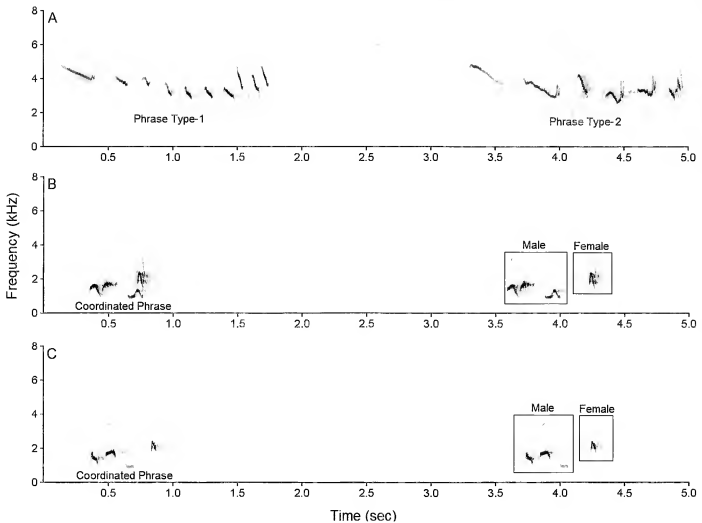 A
8
6
4
2
0
Phrase Type-1
Phrase Type-2
0.5 1.0 1.5 2.0 2.5 3.0 3.5 4.0 4.5 5.0
Frequency (kHz)
B
8
6
4
2
0
Male Female
Coordinated Phrase
0.5 1.0 1.5 2.0 2.5 3.0 3.5 4.0 4.5 5.0
C
8
6
4
2
0
Male Female
Coordinated Phrase
0.5 1.0 1.5 2.0 2.5 3.0 3.5 4.0 4.5 5.0
Time (sec)